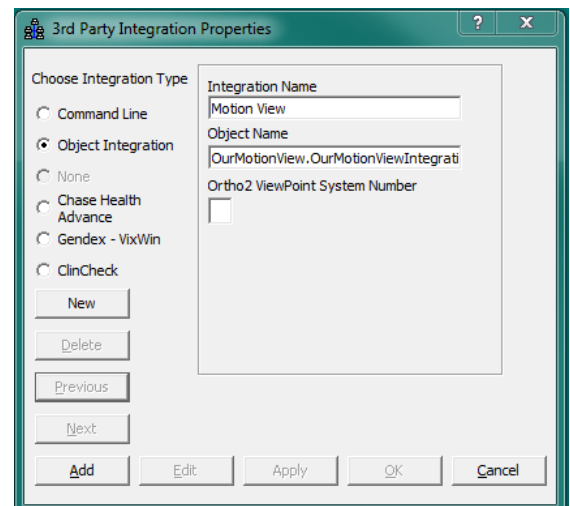 3rd Party Integration Properties
? X
Choose Integration Type
Command Line
Object Integration
None
Chase Health
Advance
Gendex - VixWin
ClinCheck
New
Delete
Previous
Next
Integration Name
Motion View
Object Name
OurMotionView.OurMotionViewIntegrati
Ortho2 ViewPoint System Number
Add Edit Apply OK Cancel